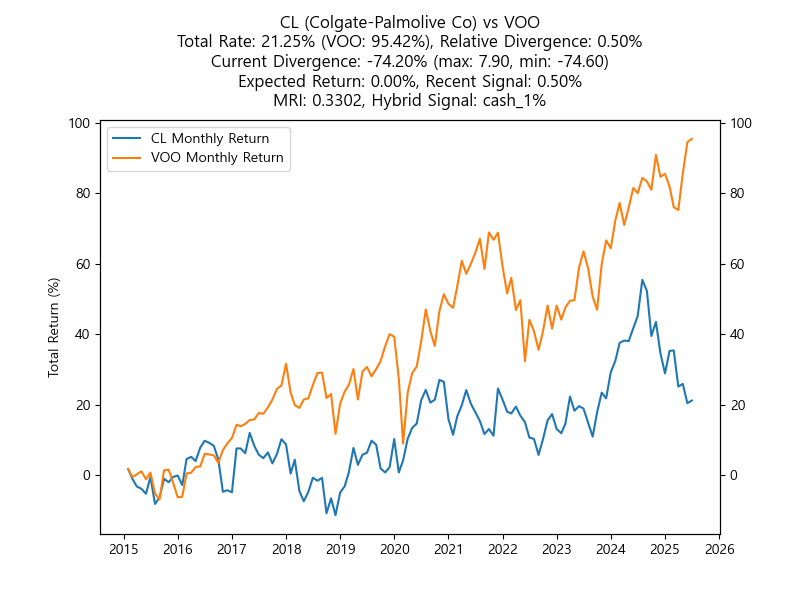 CL (Colgate-Palmolive Co) vs VOO
Total Rate: 21.25% (VOO: 95.42%), Relative Divergence: 0.50%
Current Divergence: -74.20% (max: 7.90, min: -74.60)
Expected Return: 0.00%, Recent Signal: 0.50%
MRI: 0.3302, Hybrid Signal: cash_1%
CL Monthly Return
VOO Monthly Return
Total Return (%)
100
80
60
40
20
0
100
80
60
40
20
0
2015 2016 2017 2018 2019 2020 2021 2022 2023 2024 2025 2026